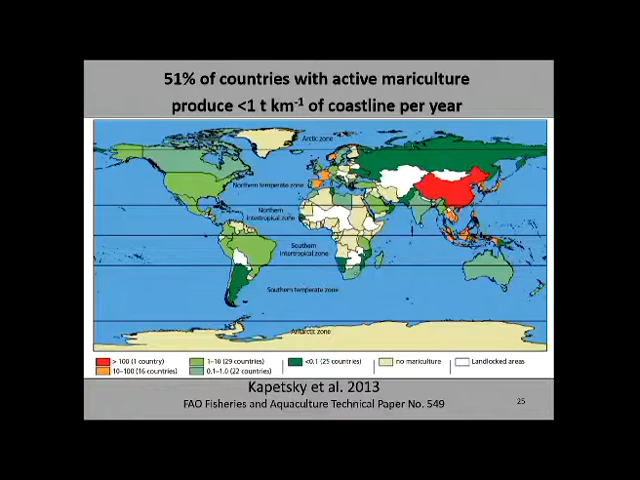 51% of countries with active mariculture
produce <1 t km-1 of coastline per year
Arctic zone
Northern temperate zone
Northern
intertropical zone
Southern
intertropical zone
Southern temperate zone
Antarctic zone
> 100 (1 country)
1–10 (29 countries)
<0.1 (25 countries)
no mariculture
Landlocked areas
10–100 (16 countries)
0.1–1.0 (22 countries)
Kapetsky et al. 2013
FAO Fisheries and Aquaculture Technical Paper No. 549
25